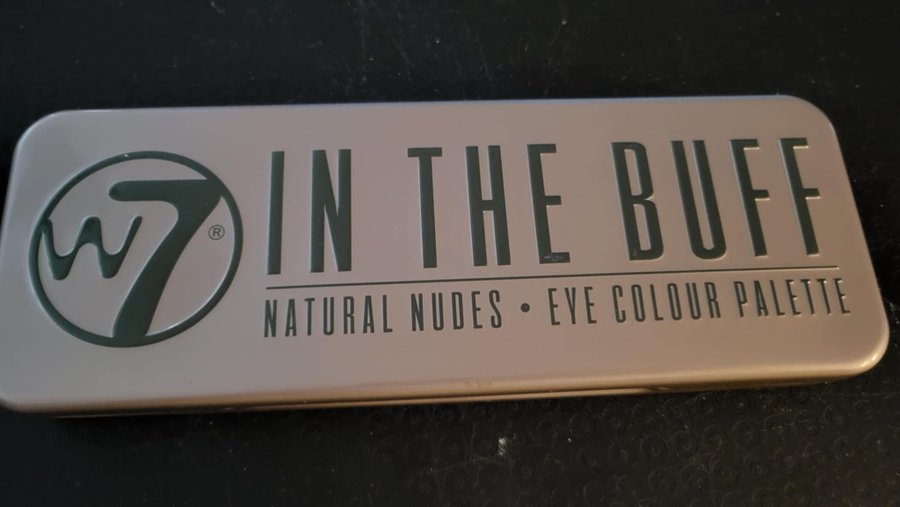 W7®
IN THE BUFF
NATURAL NUDES • EYE COLOUR PALETTE